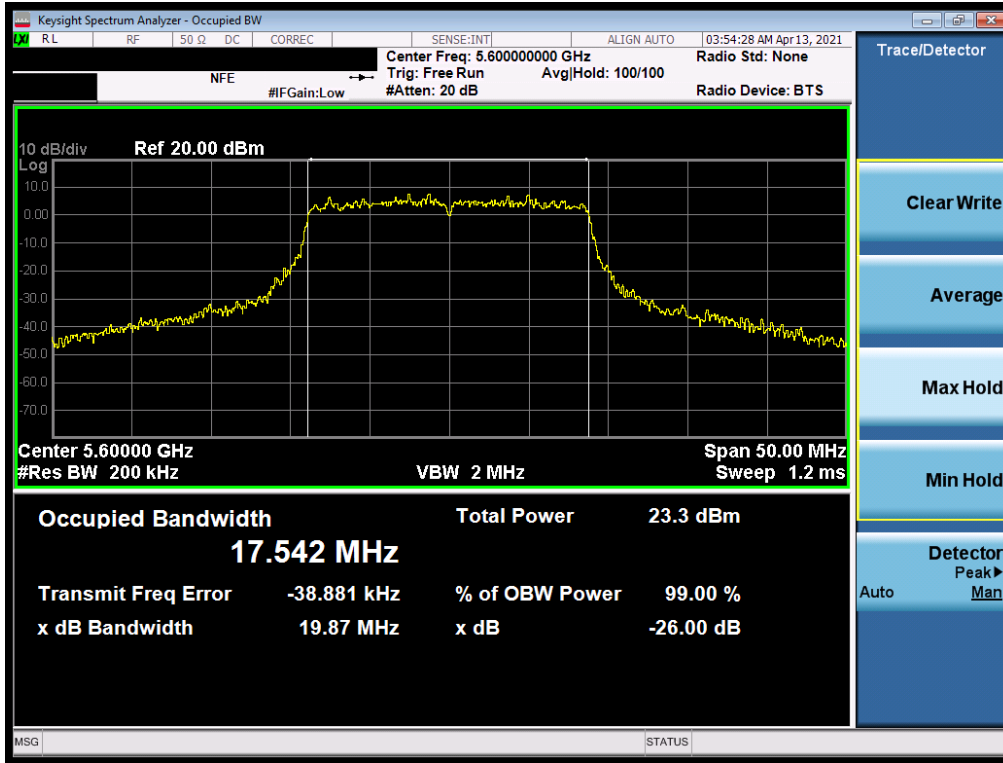 Keysight Spectrum Analyzer - Occupied BW
LXI RL RF 50 Ω DC CORREC SENSE:INT ALIGN AUTO 03:54:28 AM Apr 13, 2021
Center Freq: 5.600000000 GHz Radio Std: None
NFE Trig: Free Run Avg|Hold: 100/100
#IFGain:Low #Atten: 20 dB Radio Device: BTS
Trace/Detector
10 dB/div Ref 20.00 dBm
Log
10.0
0.00
-10.0
-20.0
-30.0
-40.0
-50.0
-60.0
-70.0
Center 5.60000 GHz Span 50.00 MHz
#Res BW 200 kHz VBW 2 MHz Sweep 1.2 ms
Occupied Bandwidth Total Power 23.3 dBm
17.542 MHz
Transmit Freq Error -38.881 kHz % of OBW Power 99.00 %
x dB Bandwidth 19.87 MHz x dB -26.00 dB
Clear Write
Average
Max Hold
Min Hold
Detector
Peak▶
Auto Man
MSG STATUS